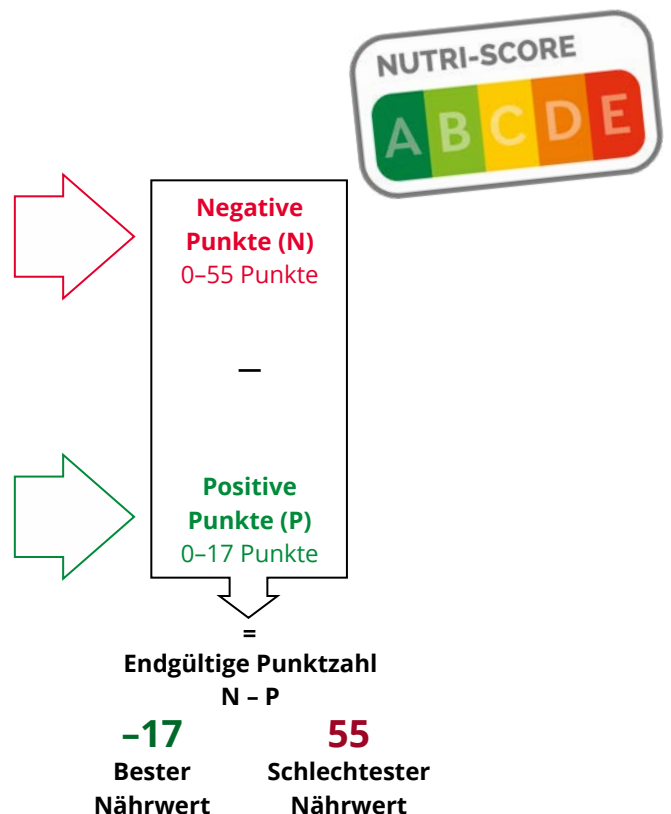 NUTRI-SCORE
A B C D E
Negative
Punkte (N)
0–55 Punkte
–
Positive
Punkte (P)
0–17 Punkte
=
Endgültige Punktzahl
N – P
–17 55
Bester Schlechtester
Nährwert Nährwert